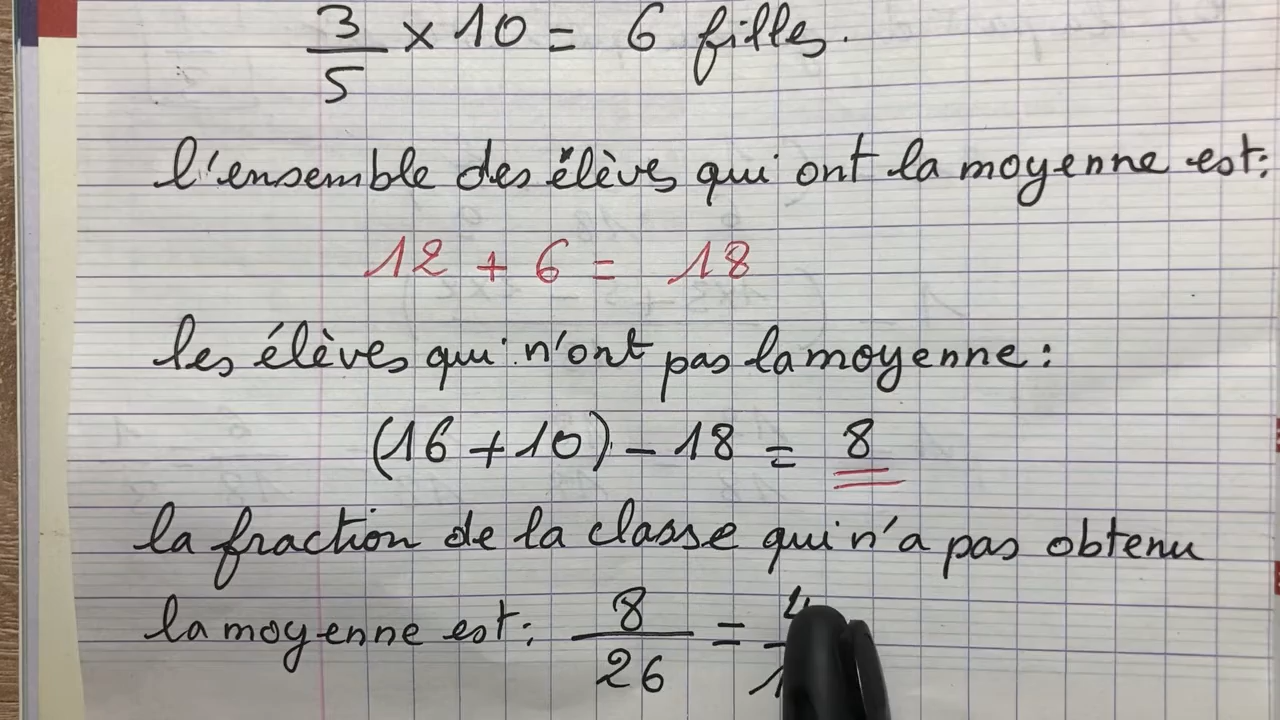 3/5 × 10 = 6 filles.
l'ensemble des élèves qui ont la moyenne est:
12 + 6 = 18
les élèves qui n'ont pas la moyenne:
(16 + 10) - 18 = 8
la fraction de la classe qui n'a pas obtenu
la moyenne est: 8/26 =